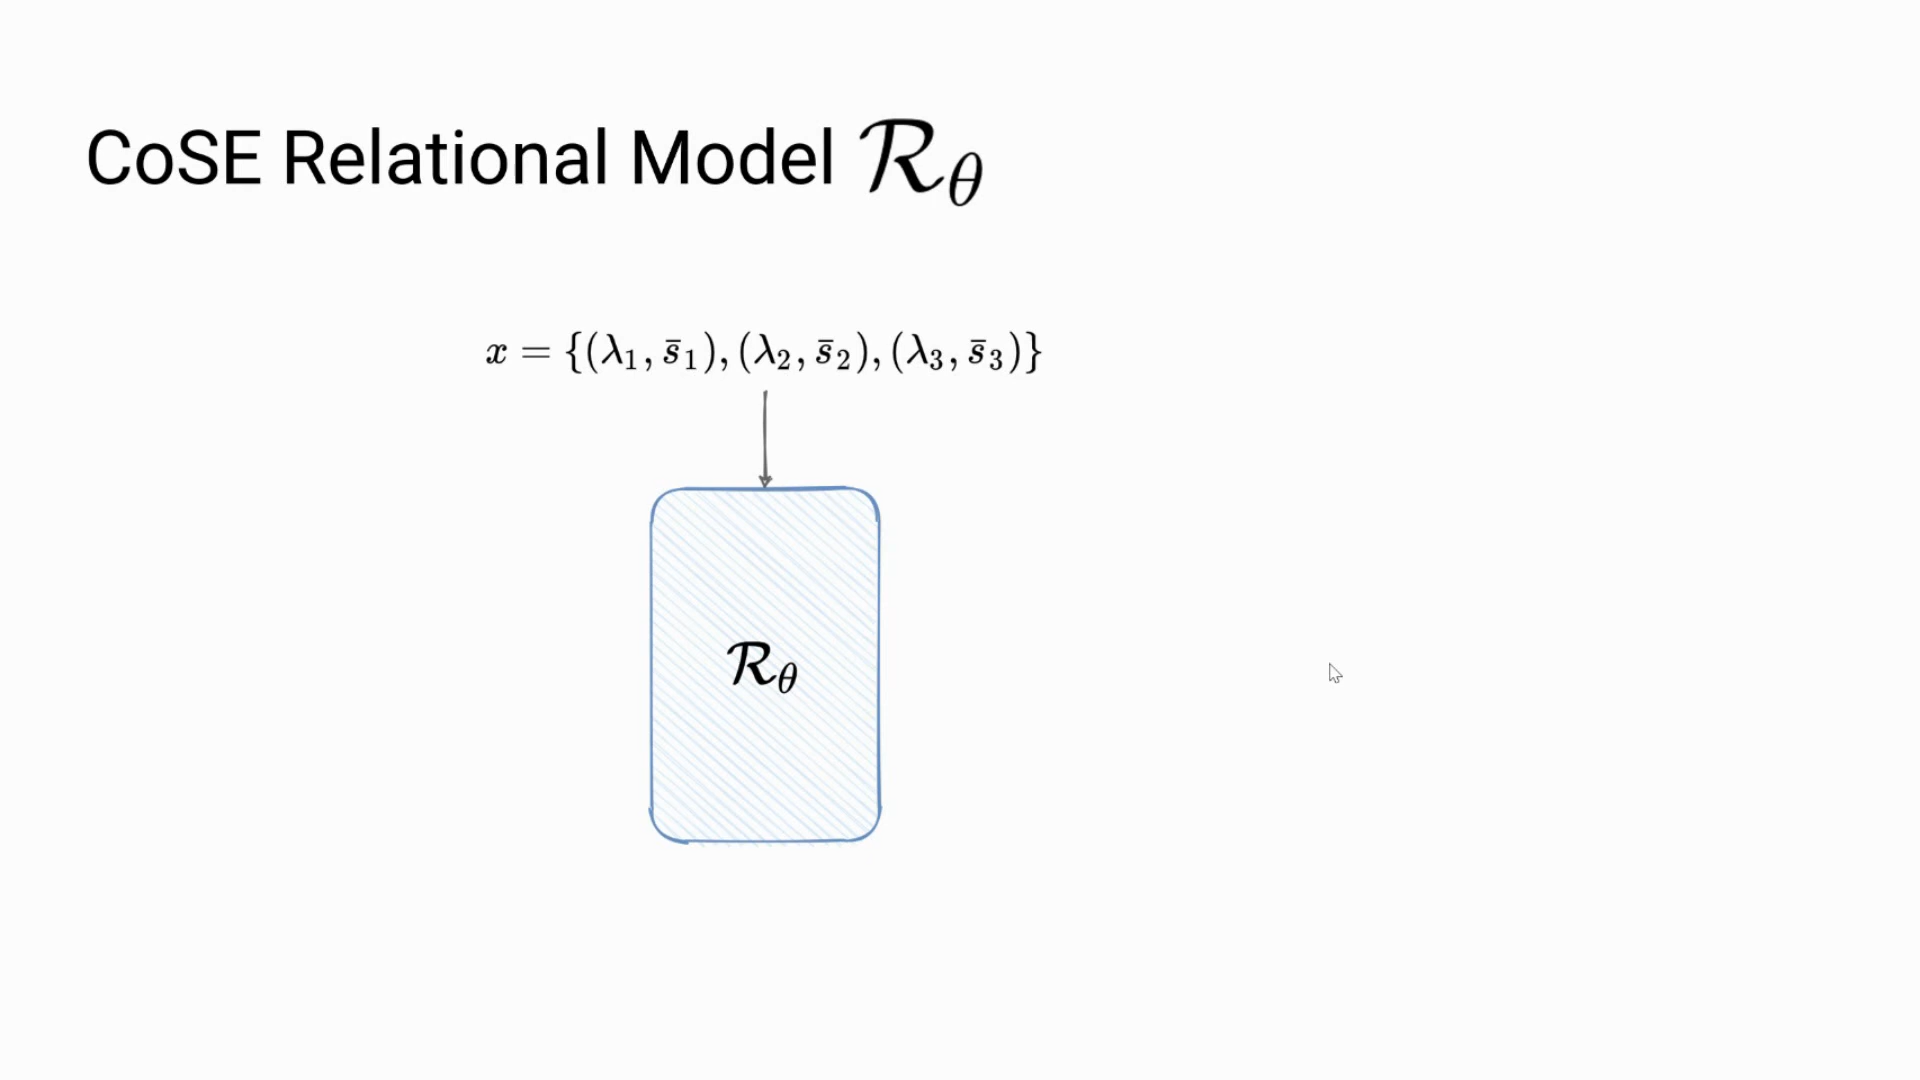 CoSE Relational Model 𝓡_θ
x = {(λ₁, s̄₁), (λ₂, s̄₂), (λ₃, s̄₃)}
𝓡_θ